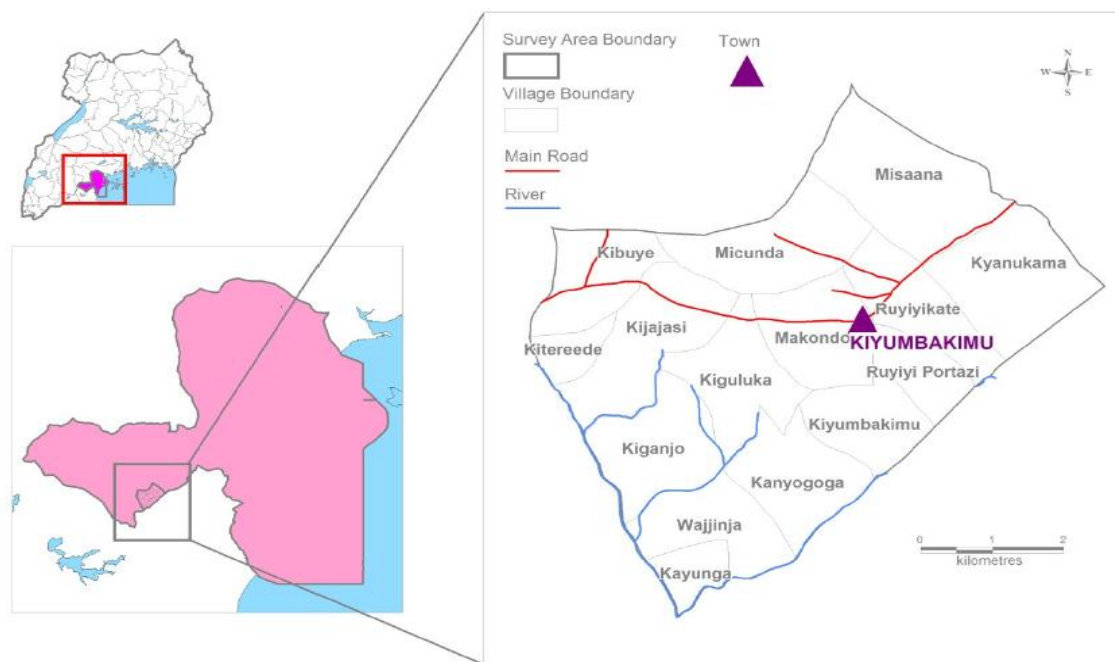 Survey Area Boundary
Town
Village Boundary
Main Road
River
N
W E
S
Misaana
Kibuye
Micunda
Kyanukama
Ruyiyikate
Kijajasi
Makondo
KIYUMBAKIMU
Kitereede
Ruyiyi Portazi
Kiguluka
Kiyumbakimu
Kiganjo
Kanyogoga
Wajjinja
Kayunga
0 1 2
kilometres